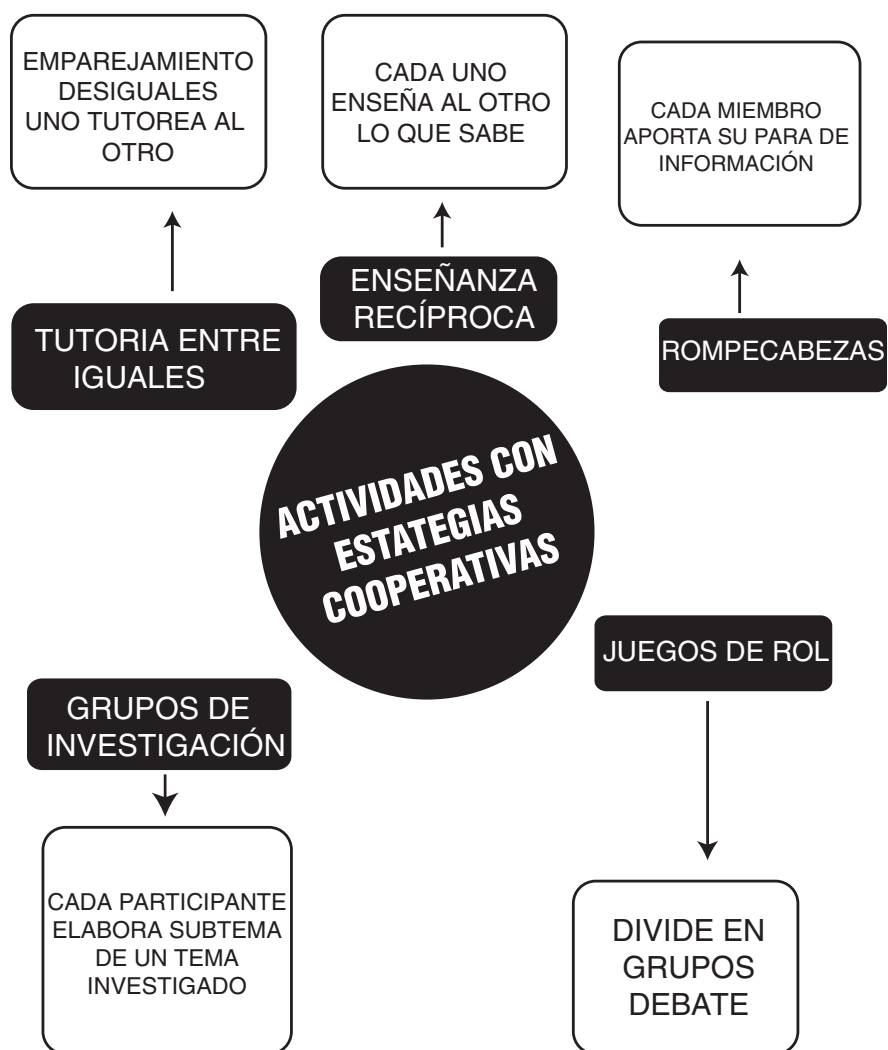 EMPAREJAMIENTO
DESIGUALES
UNO TUTOREA AL
OTRO
CADA UNO
ENSEÑA AL OTRO
LO QUE SABE
CADA MIEMBRO
APORTA SU PARA DE
INFORMACIÓN
TUTORIA ENTRE
IGUALES
ENSEÑANZA
RECÍPROCA
ROMPECABEZAS
ACTIVIDADES CON
ESTATEGIAS
COOPERATIVAS
GRUPOS DE
INVESTIGACIÓN
JUEGOS DE ROL
CADA PARTICIPANTE
ELABORA SUBTEMA
DE UN TEMA
INVESTIGADO
DIVIDE EN
GRUPOS
DEBATE